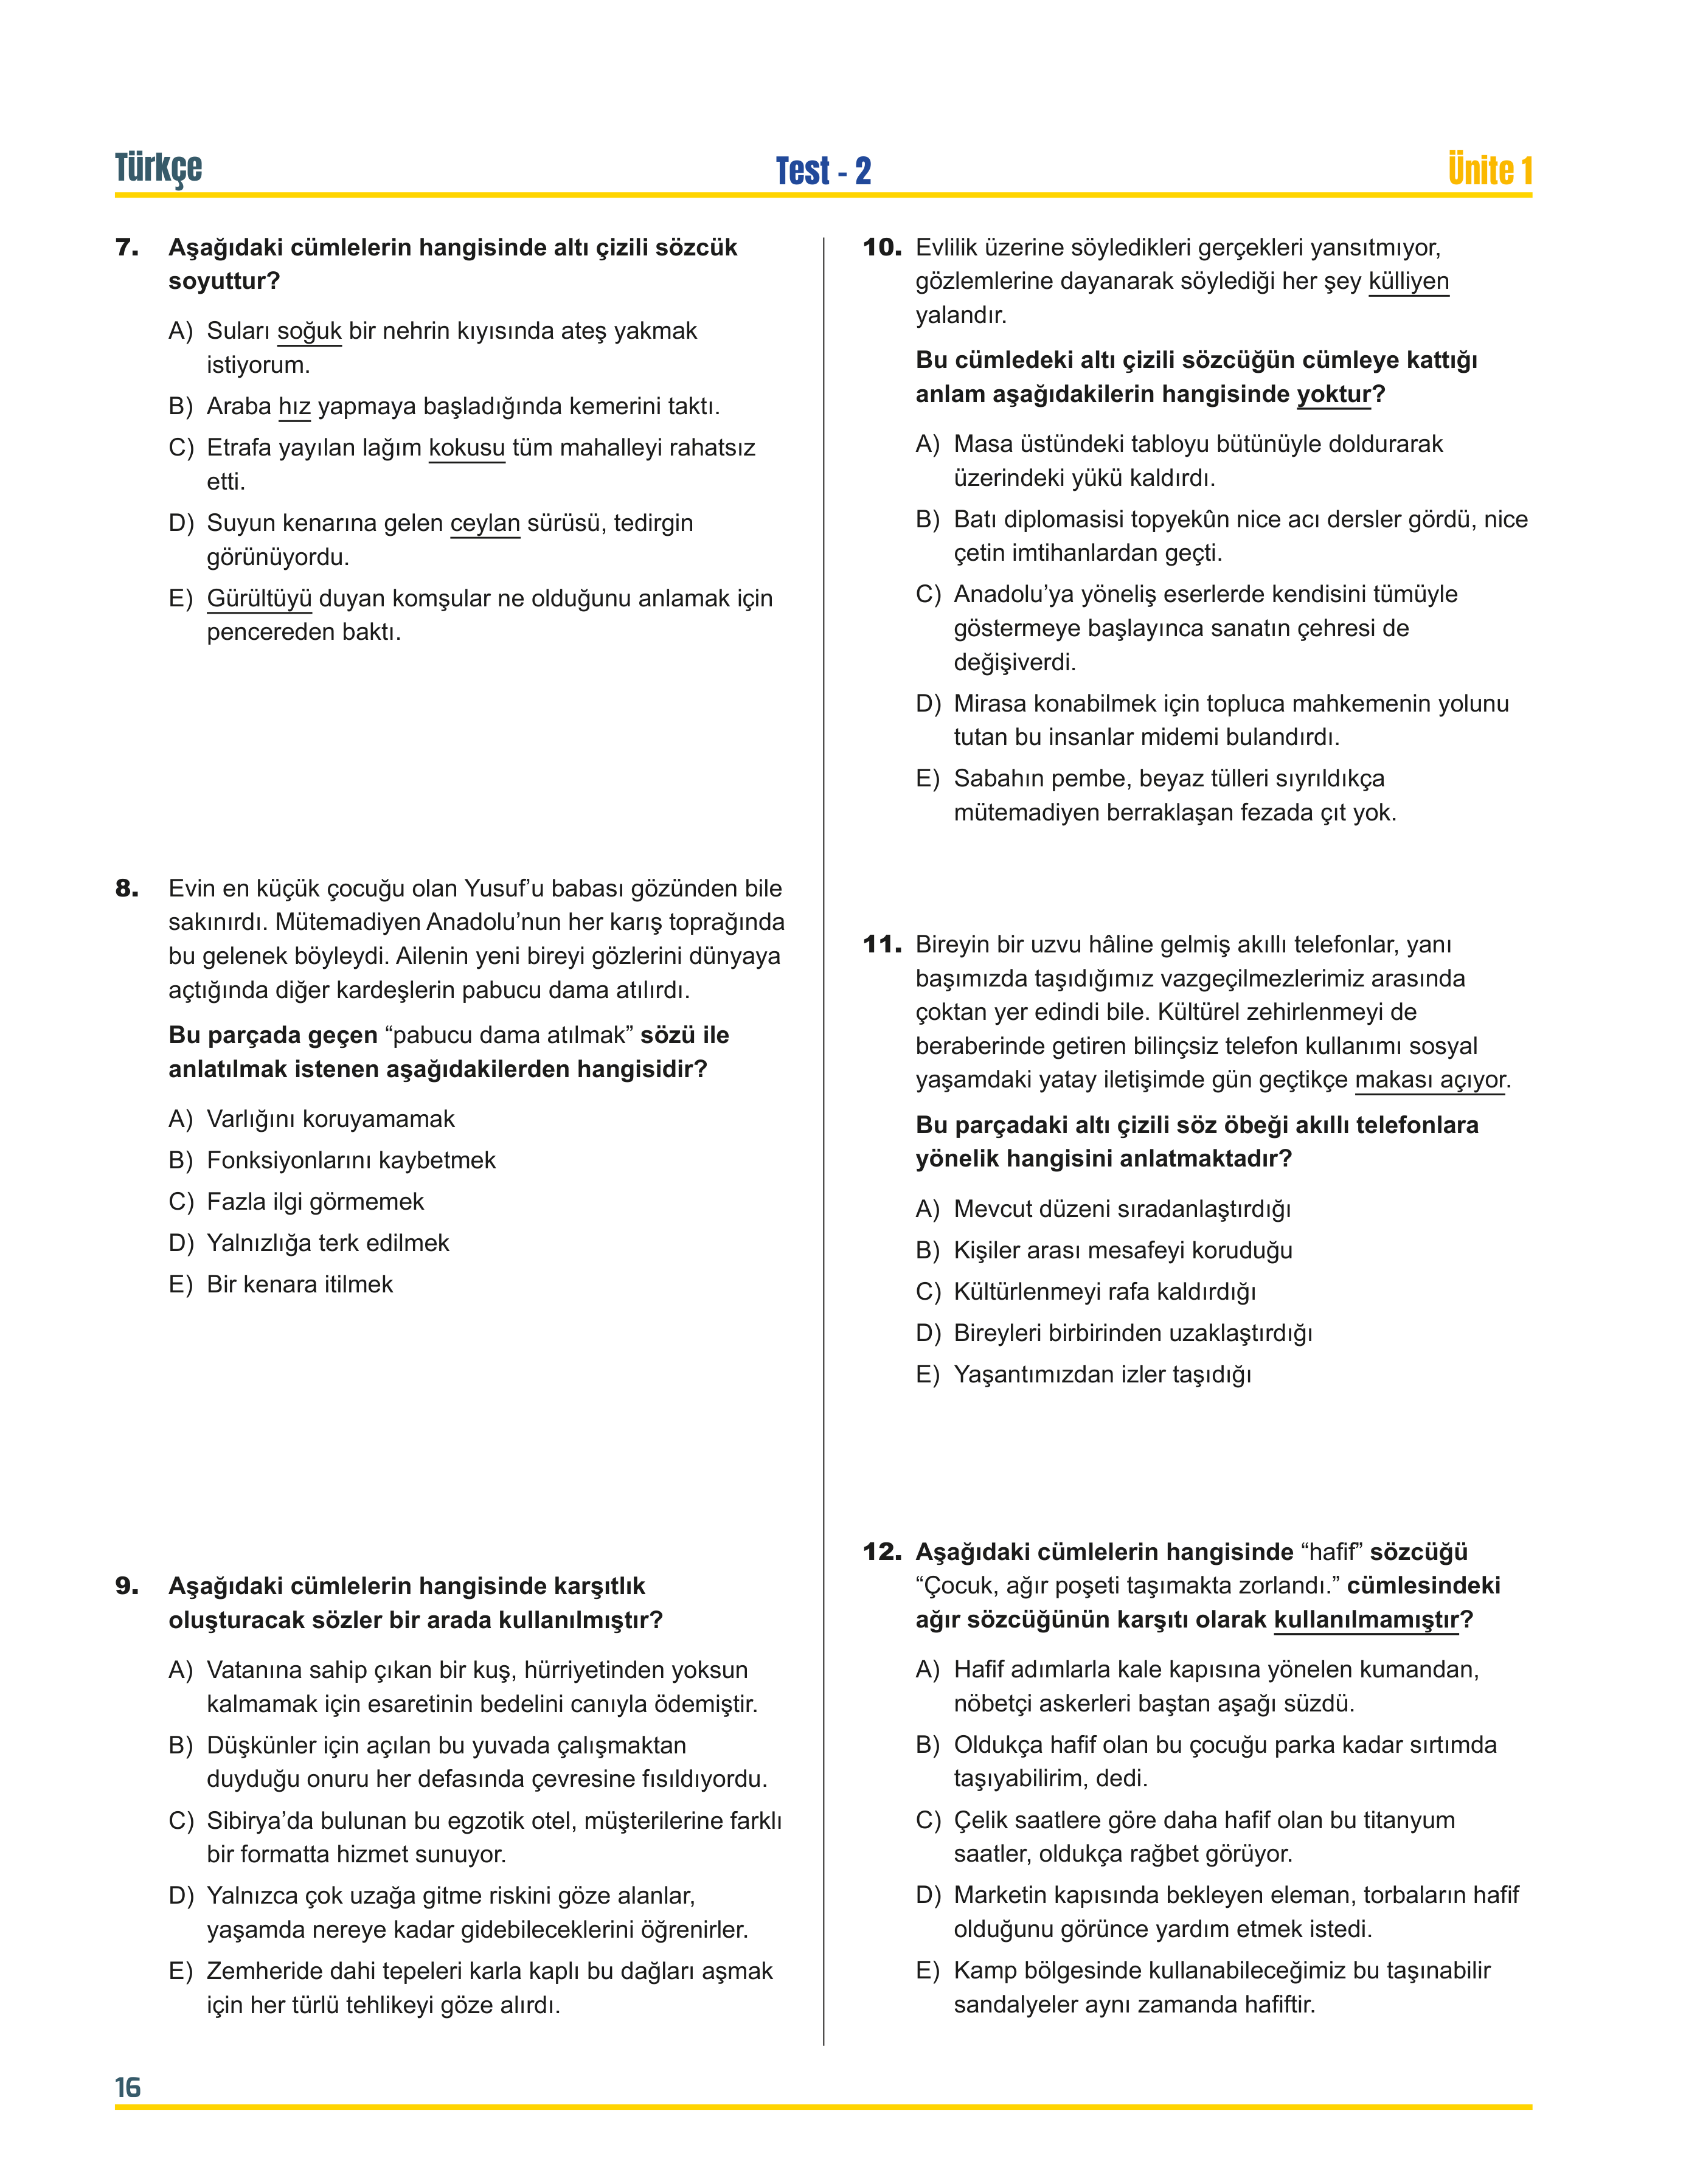 Türkçe
Test - 2
Ünite 1
7. Aşağıdaki cümlelerin hangisinde altı çizili sözcük
soyuttur?
A) Suları soğuk bir nehrin kıyısında ateş yakmak
istiyorum.
B) Araba hız yapmaya başladığında kemerini taktı.
C) Etrafa yayılan lağım kokusu tüm mahalleyi rahatsız
etti.
D) Suyun kenarına gelen ceylan sürüsü, tedirgin
görünüyordu.
E) Gürültüyü duyan komşular ne olduğunu anlamak için
pencereden baktı.
8. Evin en küçük çocuğu olan Yusuf’u babası gözünden bile
sakınırdı. Mütemadiyen Anadolu’nun her karış toprağında
bu gelenek böyleydi. Ailenin yeni bireyi gözlerini dünyaya
açtığında diğer kardeşlerin pabucu dama atılırdı.
Bu parçada geçen “pabucu dama atılmak” sözü ile
anlatılmak istenen aşağıdakilerden hangisidir?
A) Varlığını koruyamamak
B) Fonksiyonlarını kaybetmek
C) Fazla ilgi görmemek
D) Yalnızlığa terk edilmek
E) Bir kenara itilmek
9. Aşağıdaki cümlelerin hangisinde karşıtlık
oluşturacak sözler bir arada kullanılmıştır?
A) Vatanına sahip çıkan bir kuş, hürriyetinden yoksun
kalmamak için esaretinin bedelini canıyla ödemiştir.
B) Düşkünler için açılan bu yuvada çalışmaktan
duyduğu onuru her defasında çevresine fısıldıyordu.
C) Sibirya’da bulunan bu egzotik otel, müşterilerine farklı
bir formatta hizmet sunuyor.
D) Yalnızca çok uzağa gitme riskini göze alanlar,
yaşamda nereye kadar gidebileceklerini öğrenirler.
E) Zemheride dahi tepeleri karla kaplı bu dağları aşmak
için her türlü tehlikeyi göze alırdı.
10. Evlilik üzerine söyledikleri gerçekleri yansıtmıyor,
gözlemlerine dayanarak söylediği her şey külliyen
yalandır.
Bu cümledeki altı çizili sözcüğün cümleye kattığı
anlam aşağıdakilerin hangisinde yoktur?
A) Masa üstündeki tabloyu bütünüyle doldurarak
üzerindeki yükü kaldırdı.
B) Batı diplomasisi topyekûn nice acı dersler gördü, nice
çetin imtihanlardan geçti.
C) Anadolu’ya yöneliş eserlerde kendisini tümüyle
göstermeye başlayınca sanatın çehresi de
değişiverdi.
D) Mirasa konabilmek için topluca mahkemenin yolunu
tutan bu insanlar midemi bulandırdı.
E) Sabahın pembe, beyaz tülleri sıyrıldıkça
mütemadiyen berraklaşan fezada çıt yok.
11. Bireyin bir uzvu hâline gelmiş akıllı telefonlar, yanı
başımızda taşıdığımız vazgeçilmezlerimiz arasında
çoktan yer edindi bile. Kültürel zehirlenmeyi de
beraberinde getiren bilinçsiz telefon kullanımı sosyal
yaşamdaki yatay iletişimde gün geçtikçe makası açıyor.
Bu parçadaki altı çizili söz öbeği akıllı telefonlara
yönelik hangisini anlatmaktadır?
A) Mevcut düzeni sıradanlaştırdığı
B) Kişiler arası mesafeyi koruduğu
C) Kültürlenmeyi rafa kaldırdığı
D) Bireyleri birbirinden uzaklaştırdığı
E) Yaşantımızdan izler taşıdığı
12. Aşağıdaki cümlelerin hangisinde “hafif” sözcüğü
“Çocuk, ağır poşeti taşımakta zorlandı.” cümlesindeki
ağır sözcüğünün karşıtı olarak kullanılmamıştır?
A) Hafif adımlarla kale kapısına yönelen kumandan,
nöbetçi askerleri baştan aşağı süzdü.
B) Oldukça hafif olan bu çocuğu parka kadar sırtımda
taşıyabilirim, dedi.
C) Çelik saatlere göre daha hafif olan bu titanyum
saatler, oldukça rağbet görüyor.
D) Marketin kapısında bekleyen eleman, torbaların hafif
olduğunu görünce yardım etmek istedi.
E) Kamp bölgesinde kullanabileceğimiz bu taşınabilir
sandalyeler aynı zamanda hafiftir.
16